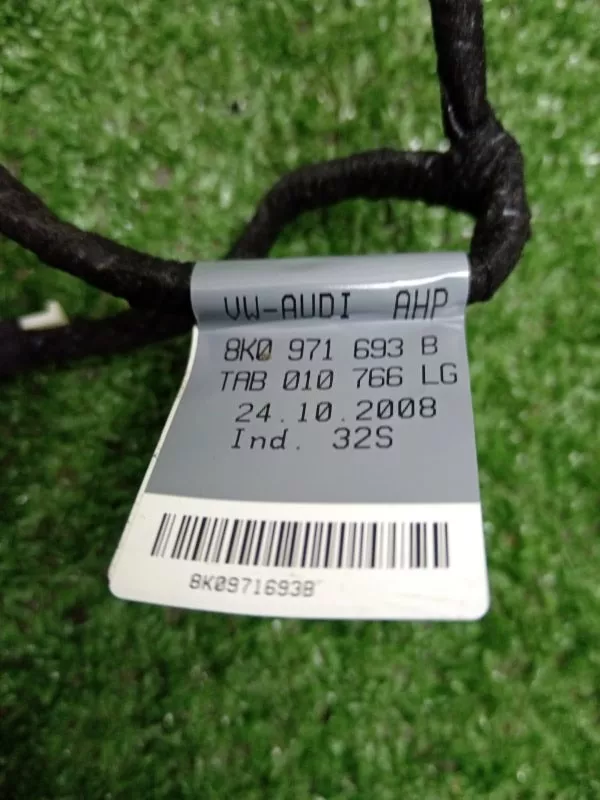 VW-AUDI AHP
8K0 971 693 B
TAB 010 766 LG
24.10.2008
Ind. 32S
8K0971693B